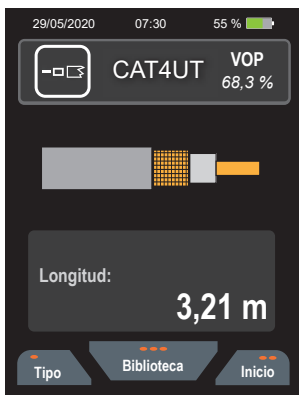 29/05/2020 07:30 55 %
CAT4UT VOP
68,3 %
Longitud:
3,21 m
Tipo Biblioteca Inicio